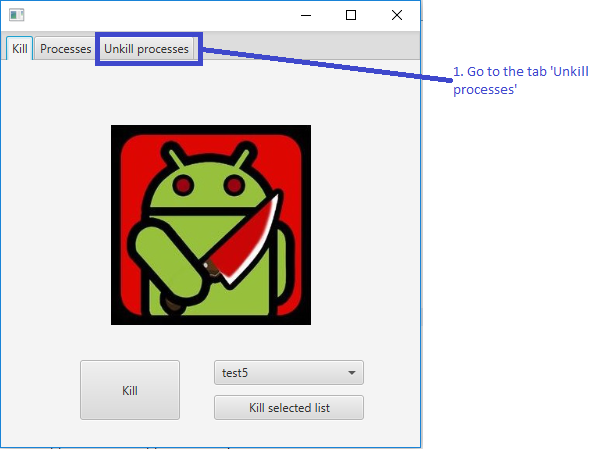 Kill Processes Unkill processes
1. Go to the tab 'Unkill
processes'
Kill
test5
Kill selected list